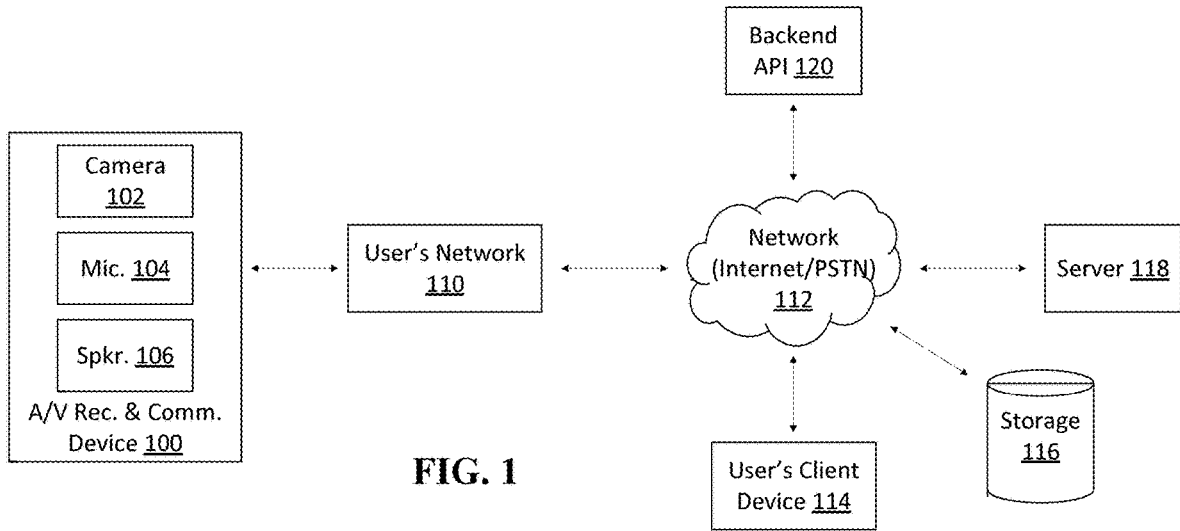 Backend
API 120
Camera
102
Mic. 104
Spkr. 106
A/V Rec. & Comm.
Device 100
User's Network
110
Network
(Internet/PSTN)
112
Server 118
Storage
116
User's Client
Device 114
FIG. 1